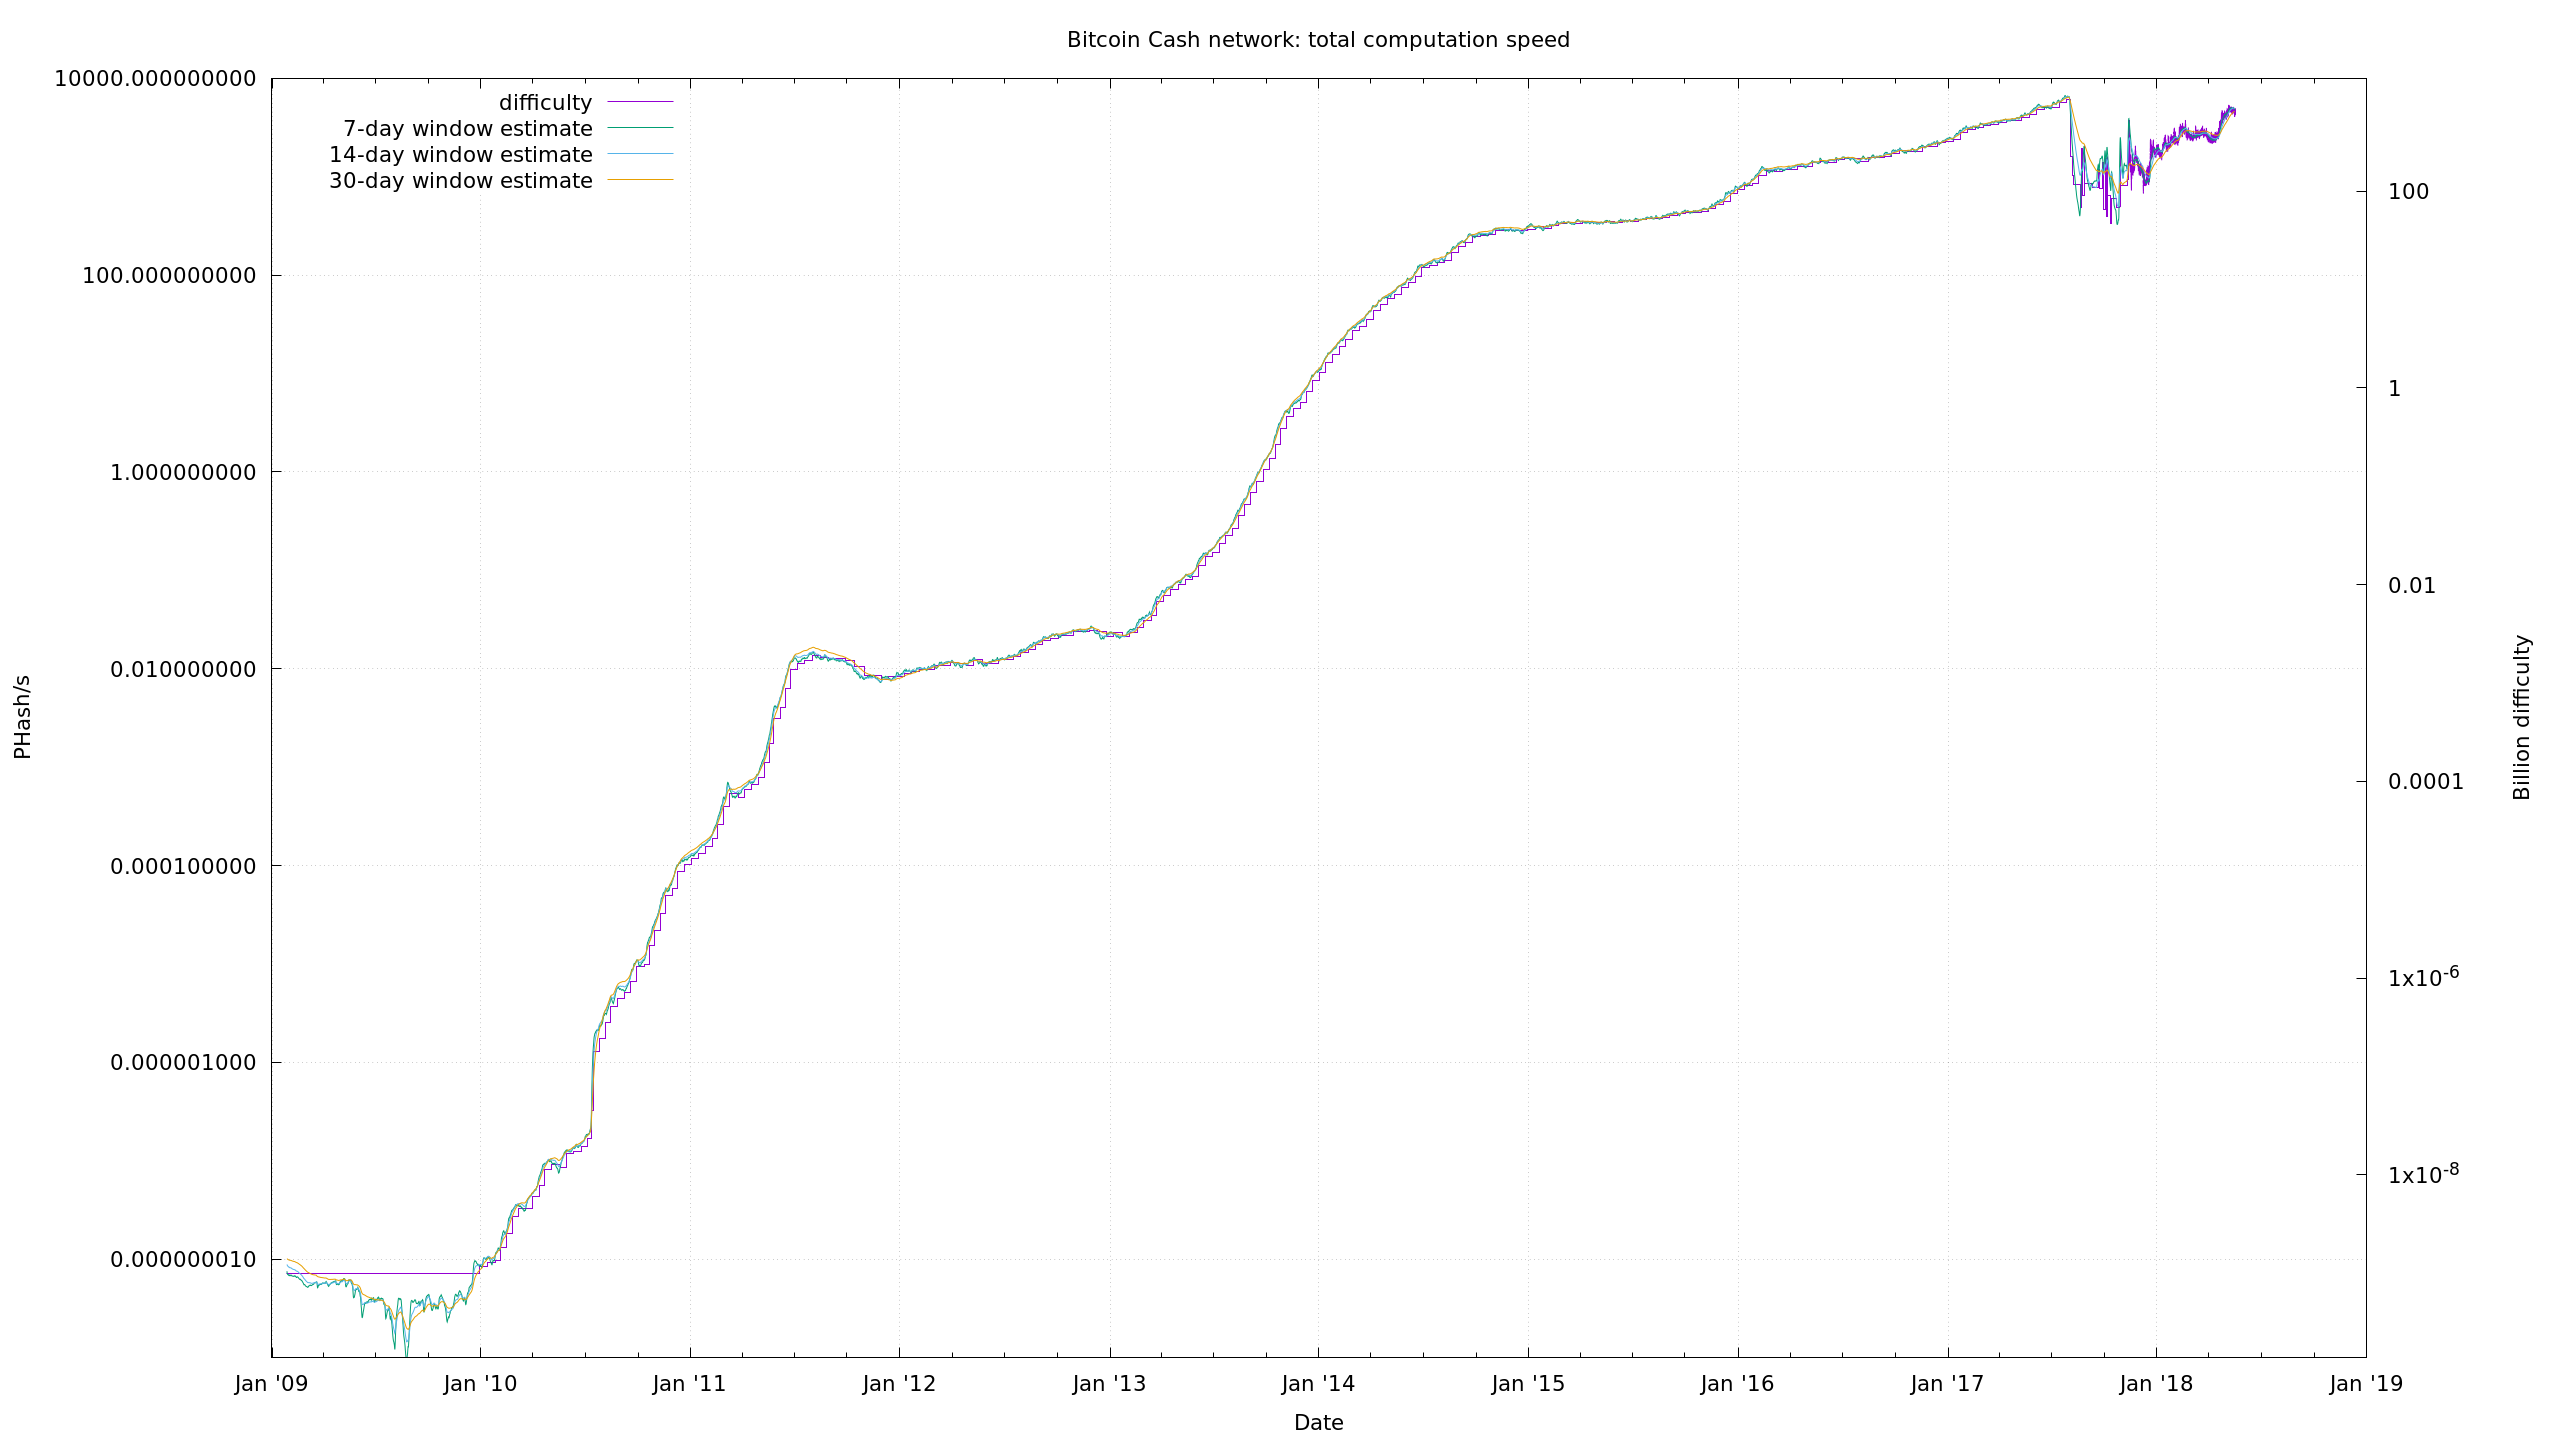 Bitcoin Cash network: total computation speed
difficulty
7-day window estimate
14-day window estimate
30-day window estimate
10000.000000000
100.000000000
1.000000000
0.010000000
0.000100000
0.000001000
0.000000010
PHash/s
100
1
0.01
0.0001
1x10-6
1x10-8
Billion difficulty
Jan '09 Jan '10 Jan '11 Jan '12 Jan '13 Jan '14 Jan '15 Jan '16 Jan '17 Jan '18 Jan '19
Date